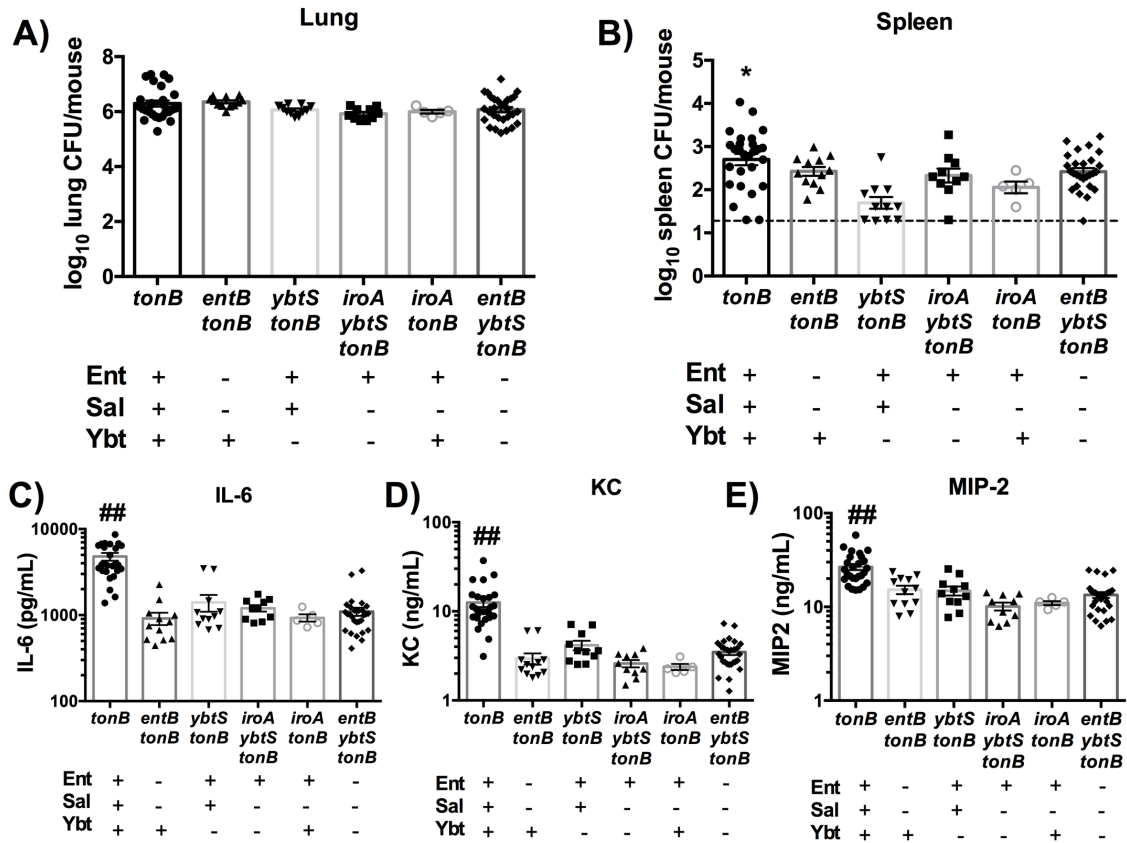 A)
Lung
log10 lung CFU/mouse
8
6
4
2
0
tonB entB ybtS iroA iroA entB
tonB tonB ybtS tonB ybtS
tonB tonB
Ent + - + + + -
Sal + - + - - -
Ybt + + - - + -
B)
Spleen
log10 spleen CFU/mouse
5
4
3
2
1
0
*
tonB entB ybtS iroA iroA entB
tonB tonB ybtS tonB ybtS
tonB tonB
Ent + - + + + -
Sal + - + - - -
Ybt + + - - + -
C)
IL-6
IL-6 (pg/mL)
10000
1000
100
##
tonB entB ybtS iroA iroA entB
tonB tonB ybtS tonB ybtS
tonB tonB
Ent + - + + + -
Sal + - + - - -
Ybt + + - - + -
D)
KC
KC (ng/mL)
100
10
1
##
tonB entB ybtS iroA iroA entB
tonB tonB ybtS tonB ybtS
tonB tonB
Ent + - + + + -
Sal + - + - - -
Ybt + + - - + -
E)
MIP-2
MIP2 (ng/mL)
100
10
1
##
tonB entB ybtS iroA iroA entB
tonB tonB ybtS tonB ybtS
tonB tonB
Ent + - + + + -
Sal + - + - - -
Ybt + + - - + -